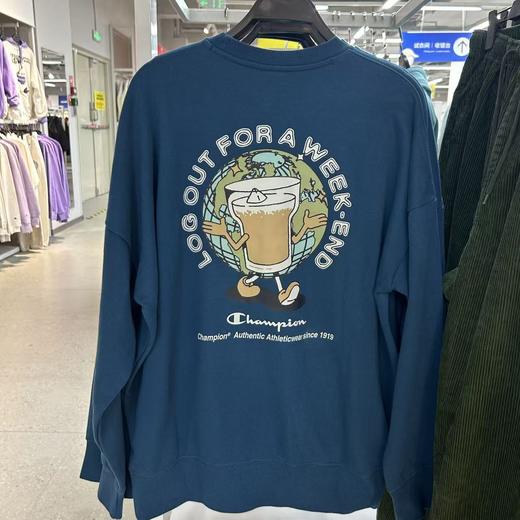 LOG OUT FOR A WEEK-END
Champion
Champion® Authentic Athleticwear since 1919